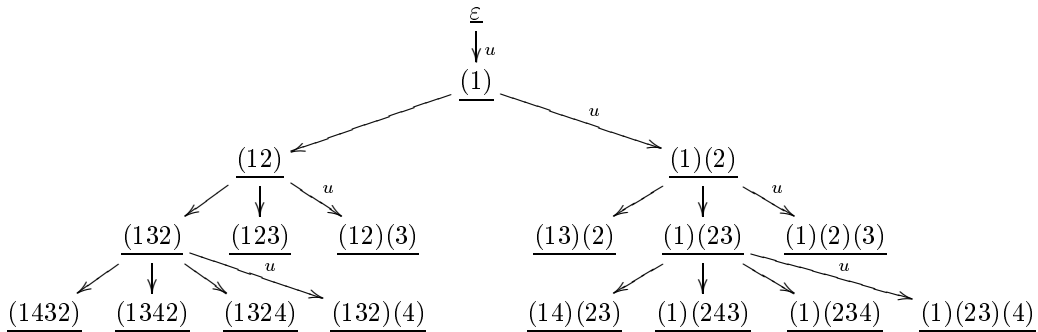 ε
u
(1)
u
(12) (1)(2)
u u
(132) (123) (12)(3) (13)(2) (1)(23) (1)(2)(3)
u u
(1432) (1342) (1324) (132)(4) (14)(23) (1)(243) (1)(234) (1)(23)(4)